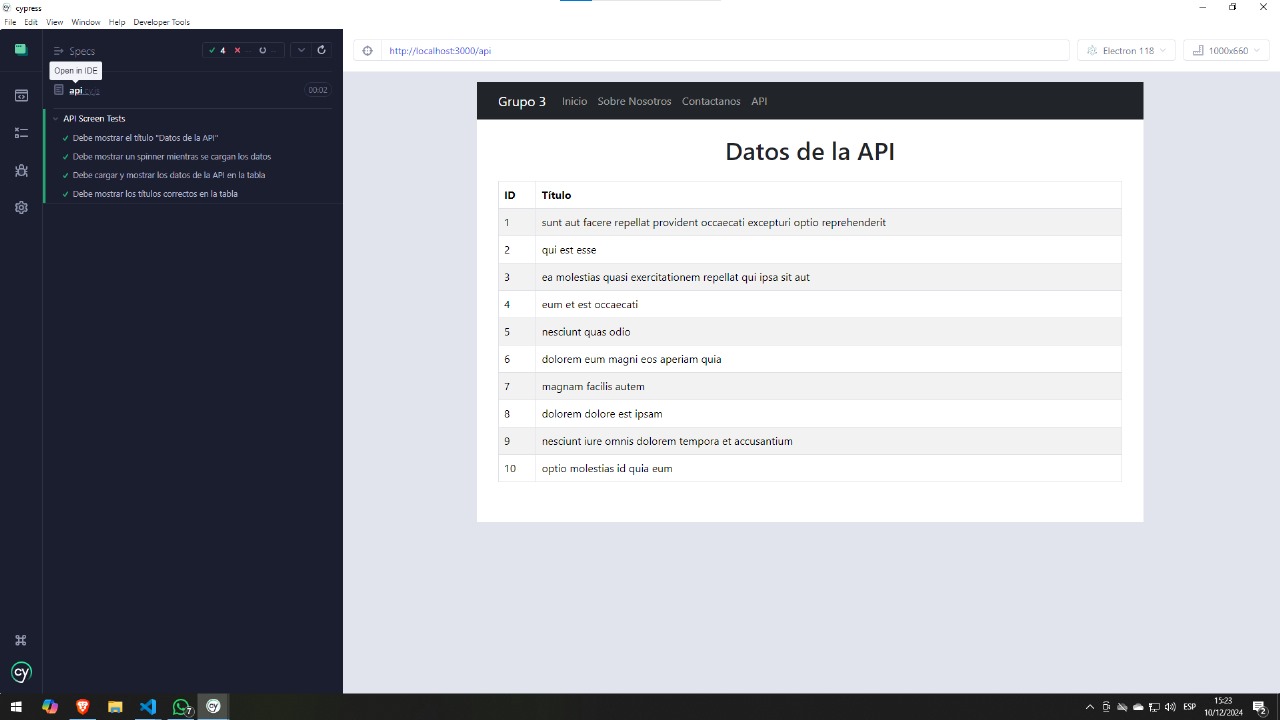 cypress
File Edit View Window Help Developer Tools
Specs
4
Open in IDE
api.cy.js
00:02
API Screen Tests
Debe mostrar el título "Datos de la API"
Debe mostrar un spinner mientras se cargan los datos
Debe cargar y mostrar los datos de la API en la tabla
Debe mostrar los títulos correctos en la tabla
http://localhost:3000/api
Electron 118
1000x660
Grupo 3 Inicio Sobre Nosotros Contactanos API
Datos de la API
ID Título
1 sunt aut facere repellat provident occaecati excepturi optio reprehenderit
2 qui est esse
3 ea molestias quasi exercitationem repellat qui ipsa sit aut
4 eum et est occaecati
5 nesciunt quas odio
6 dolorem eum magni eos aperiam quia
7 magnam facilis autem
8 dolorem dolore est ipsam
9 nesciunt iure omnis dolorem tempora et accusantium
10 optio molestias id quia eum
cy
7
cy
ESP
15:23
10/12/2024
2